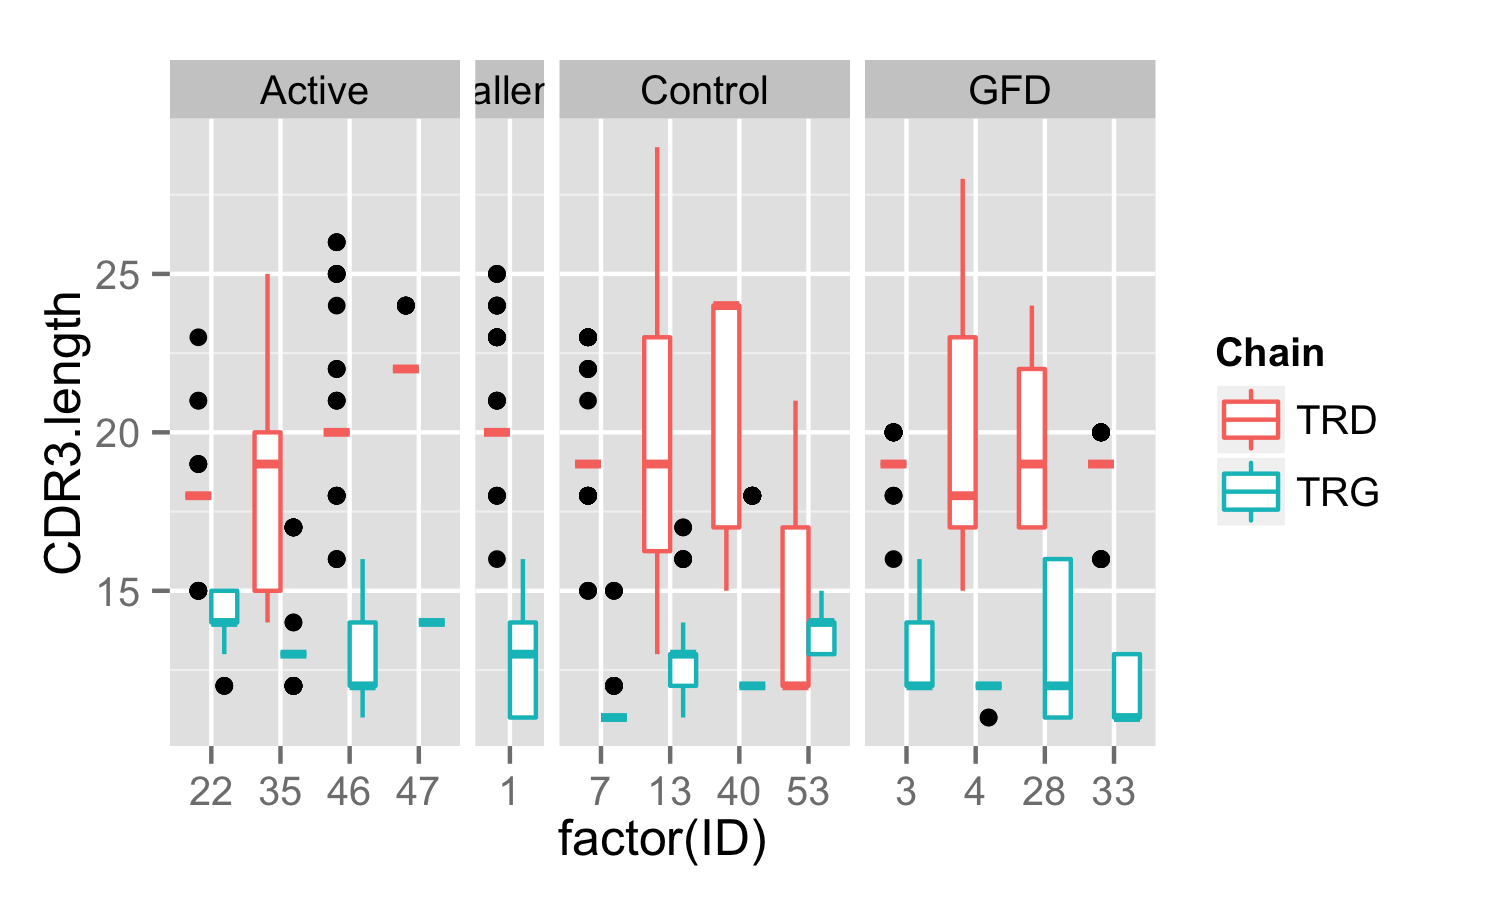 Active
aller
Control
GFD
CDR3.length
25
20
15
22 35 46 47 1 7 13 40 53 3 4 28 33
factor(ID)
Chain
TRD
TRG